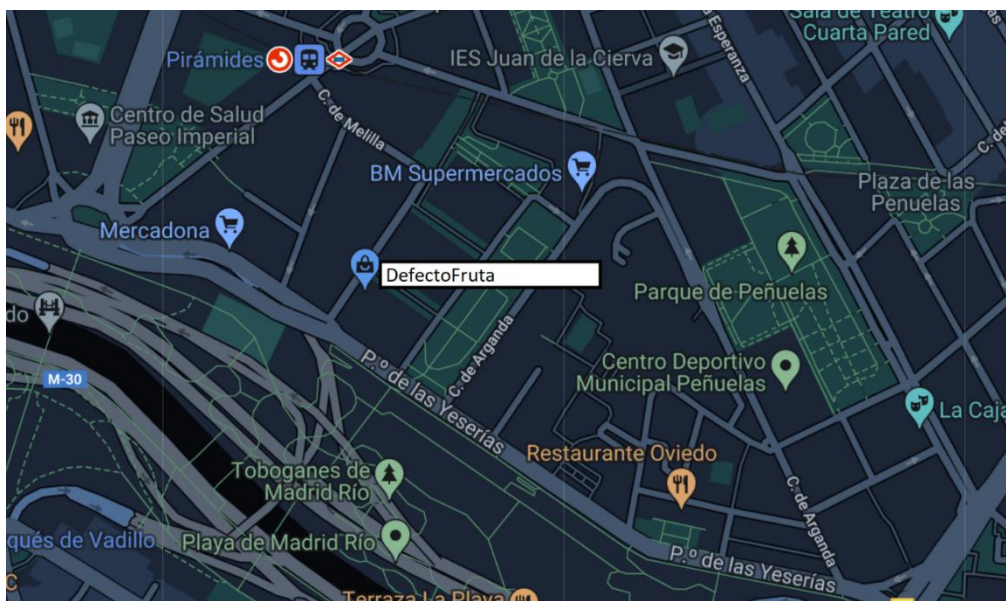 Sala de Teatro
Cuarta Pared
Pirámides
IES Juan de la Cierva
Esperanza
C. de Melilla
Centro de Salud
Paseo Imperial
BM Supermercados
Plaza de las
Penuelas
Mercadona
DefectoFruta
Parque de Peñuelas
do
M-30
C. de Arganda
Centro Deportivo
Municipal Peñuelas
P.º de las Yeserías
La Caja
Restaurante Oviedo
Toboganes de
Madrid Río
C. de Arganda
qués de Vadillo
Playa de Madrid Río
P.º de las Yeserías
C
Terraza La Playa